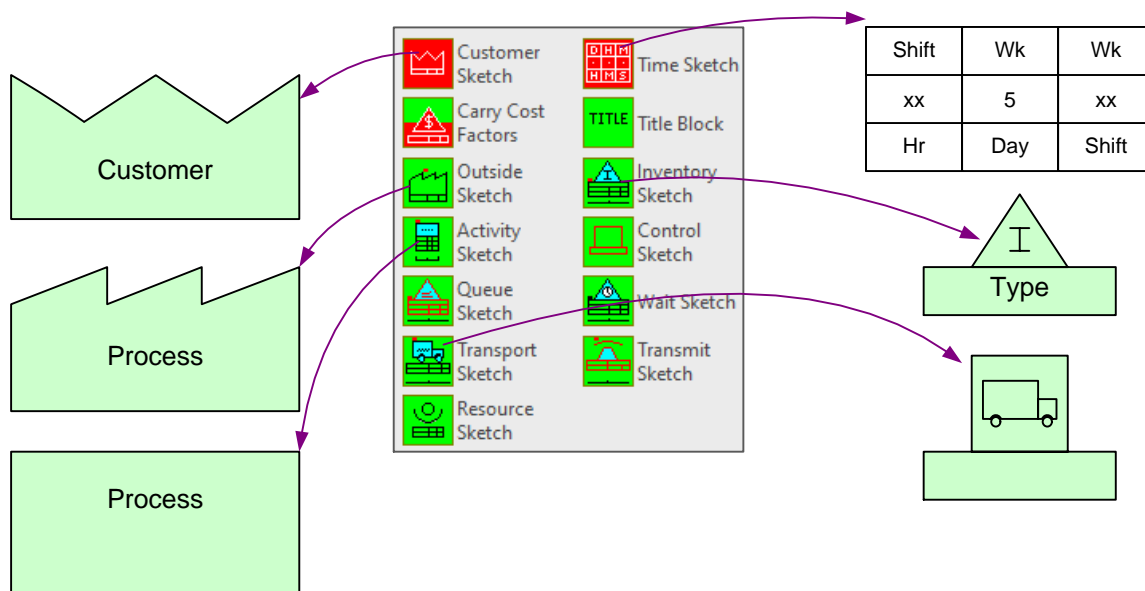 Customer
Process
Process
Customer
Sketch
Carry Cost
Factors
Outside
Sketch
Activity
Sketch
Queue
Sketch
Transport
Sketch
Resource
Sketch
D H M
H M S
Time Sketch
TITLE
Title Block
I
Inventory
Sketch
Control
Sketch
Wait Sketch
Transmit
Sketch
$
Shift Wk Wk
xx 5 xx
Hr Day Shift
I
Type